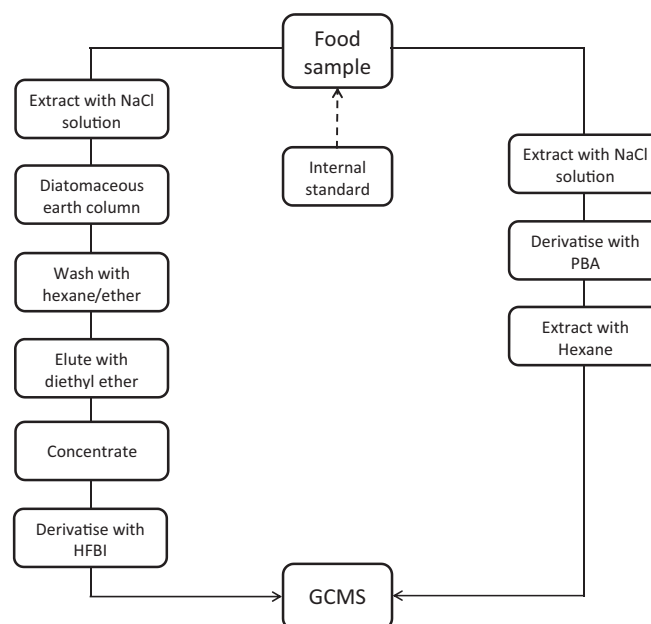 Food
sample
Internal
standard
Extract with NaCl
solution
Diatomaceous
earth column
Wash with
hexane/ether
Elute with
diethyl ether
Concentrate
Derivatise with
HFBI
Extract with NaCl
solution
Derivatise with
PBA
Extract with
Hexane
GCMS